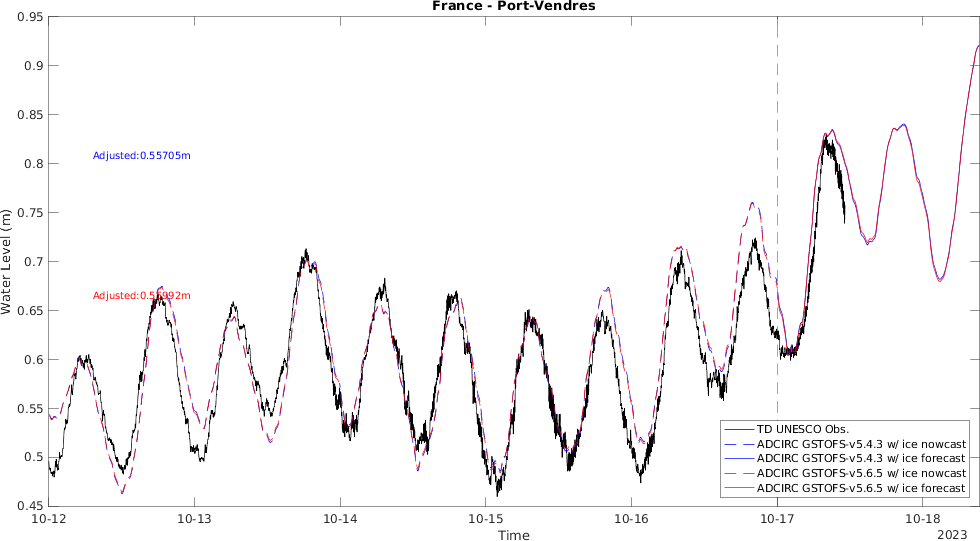 France - Port-Vendres
0.95
0.9
0.85
0.8
0.75
0.7
0.65
0.6
0.55
0.5
0.45
Water Level (m)
Adjusted:0.55705m
Adjusted:0.55992m
TD UNESCO Obs.
ADCIRC GSTOFS-v5.4.3 w/ ice nowcast
ADCIRC GSTOFS-v5.4.3 w/ ice forecast
ADCIRC GSTOFS-v5.6.5 w/ ice nowcast
ADCIRC GSTOFS-v5.6.5 w/ ice forecast
10-12 10-13 10-14 10-15 10-16 10-17 10-18
Time
2023